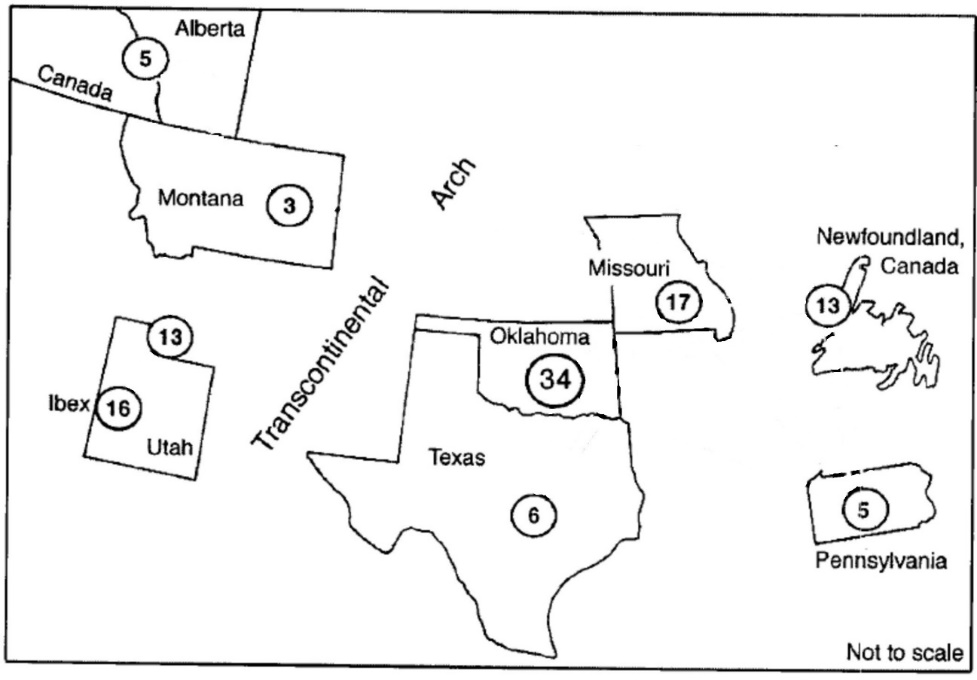 Alberta
5
Canada
Montana
3
Arch
Transcontinental
Newfoundland,
Canada
13
Missouri
17
13
Oklahoma
34
Ibex
16
Utah
Texas
6
5
Pennsylvania
Not to scale